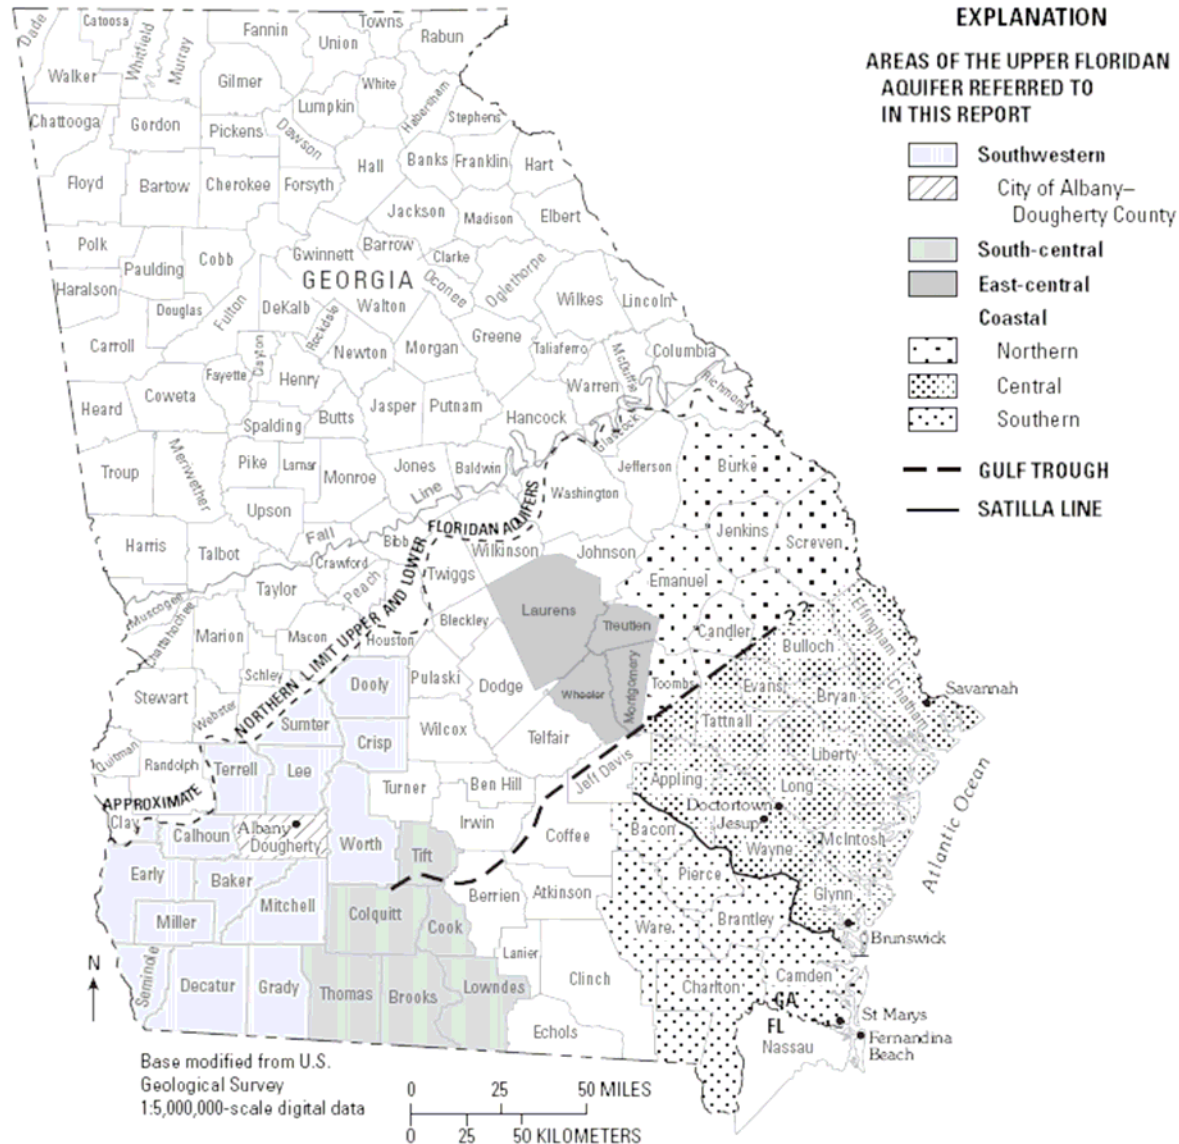 EXPLANATION
AREAS OF THE UPPER FLORIDAN
AQUIFER REFERRED TO
IN THIS REPORT
Southwestern
City of Albany–
Dougherty County
South-central
East-central
Coastal
Northern
Central
Southern
GULF TROUGH
SATILLA LINE
Dade
Catoosa
Whitfield
Murray
Fannin
Towns
Union
Rabun
Walker
Gilmer
White
Lumpkin
Habersham
Stephens
Chattooga
Gordon
Pickens
Dawson
Hall
Banks
Franklin
Hart
Floyd
Bartow
Cherokee
Forsyth
Jackson
Madison
Elbert
Polk
Paulding
Cobb
Gwinnett
Barrow
Clarke
GEORGIA
Oconee
Oglethorpe
Haralson
Douglas
Fulton
DeKalb
Rockdale
Walton
Wilkes
Lincoln
Carroll
Clayton
Newton
Morgan
Greene
Taliaferro
McDuffie
Columbia
Richmond
Fayette
Henry
Warren
Heard
Coweta
Spalding
Butts
Jasper
Putnam
Hancock
Glascock
Troup
Meriwether
Pike
Lamar
Monroe
Jones
Baldwin
Jefferson
Burke
Washington
Line
Upson
FLORIDAN AQUIFERS
Harris
Talbot
Fall
Bibb
Wilkinson
Johnson
Jenkins
Screven
Crawford
Muscogee
Taylor
Peach
Twiggs
Emanuel
Chattahoochee
Marion
Macon
Houston
Bleckley
Laurens
Treutlen
Candler
??
Bulloch
Effingham
NORTHERN LIMIT UPPER AND LOWER
Schley
Dooly
Pulaski
Dodge
Wheeler
Montgomery
Toombs
Evans
Bryan
Chatham
Savannah
Stewart
Webster
Sumter
Crisp
Wilcox
Telfair
Tattnall
Quitman
Randolph
Terrell
Lee
Turner
Ben Hill
Jeff Davis
Appling
Liberty
Long
APPROXIMATE
Doctortown
Jesup
Clay
Calhoun
Albany
Dougherty
Worth
Irwin
Coffee
Bacon
Wayne
McIntosh
Atlantic Ocean
Early
Baker
Tift
Pierce
Glynn
Miller
Mitchell
Colquitt
Cook
Berrien
Atkinson
Ware
Brantley
Brunswick
Seminole
Decatur
Grady
Thomas
Brooks
Lowndes
Lanier
Clinch
Charlton
Camden
GA
FL
St Marys
N
Echols
Nassau
Fernandina
Beach
Base modified from U.S.
Geological Survey
1:5,000,000-scale digital data
0 25 50 MILES
0 25 50 KILOMETERS